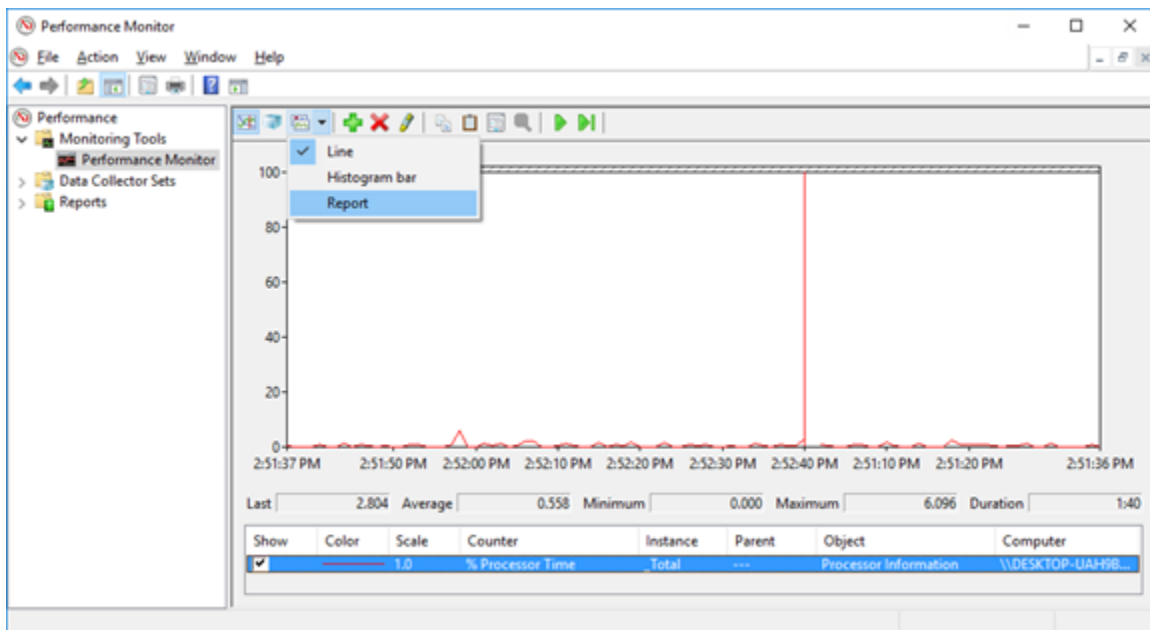 Performance Monitor
File Action View Window Help
Performance
Monitoring Tools
Performance Monitor
Data Collector Sets
Reports
Line
Histogram bar
Report
100
80
60
40
20
0
2:51:37 PM 2:51:50 PM 2:52:00 PM 2:52:10 PM 2:52:20 PM 2:52:30 PM 2:52:40 PM 2:51:10 PM 2:51:20 PM 2:51:36 PM
Last 2.804 Average 0.558 Minimum 0.000 Maximum 6.096 Duration 1:40
Show Color Scale Counter Instance Parent Object Computer
1.0 % Processor Time _Total --- Processor Information \\DESKTOP-UAH9B...